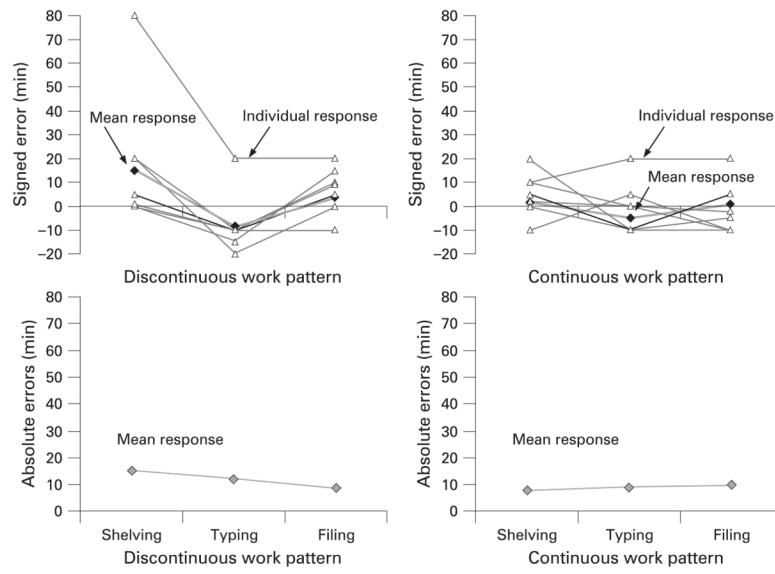 80
70
60
50
40
30
20
10
0
−10
−20
Signed error (min)
Mean response
Individual response
Discontinuous work pattern
80
70
60
50
40
30
20
10
0
−10
−20
Signed error (min)
Individual response
Mean response
Continuous work pattern
80
70
60
50
40
30
20
10
0
Absolute errors (min)
Mean response
Shelving Typing Filing
Discontinuous work pattern
80
70
60
50
40
30
20
10
0
Absolute errors (min)
Mean response
Shelving Typing Filing
Continuous work pattern